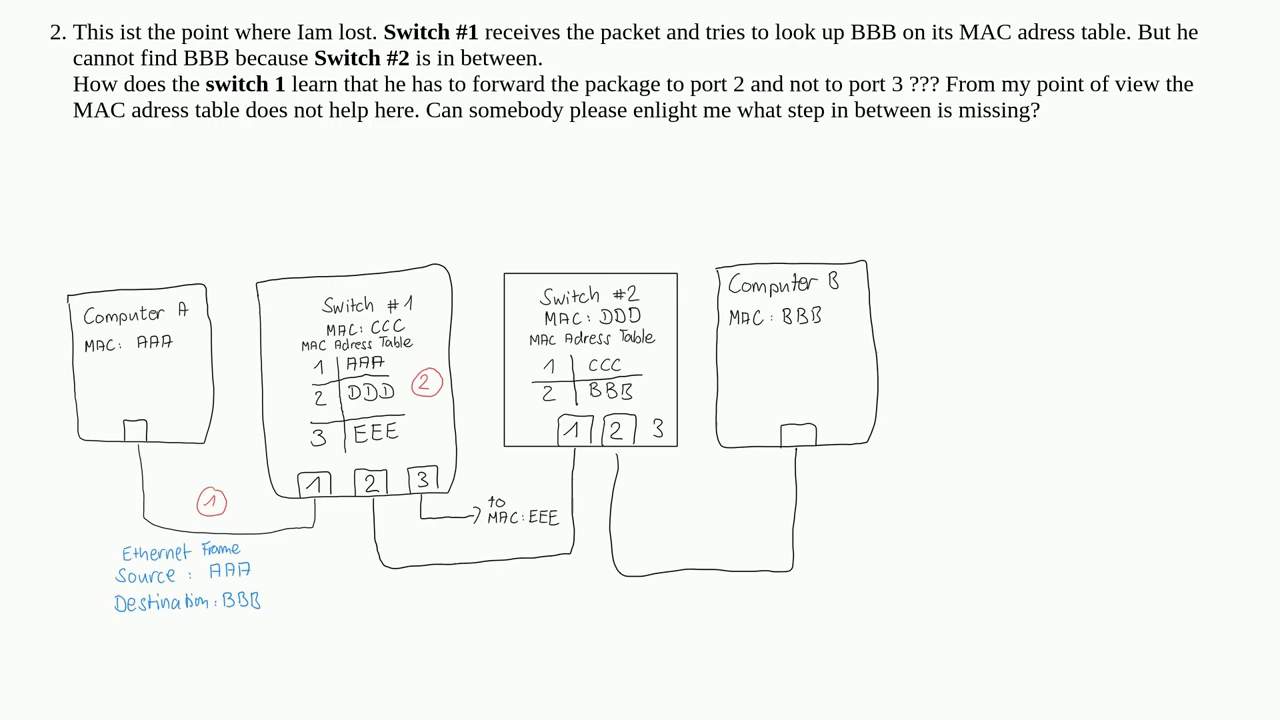 2. This ist the point where Iam lost. Switch #1 receives the packet and tries to look up BBB on its MAC adress table. But he
cannot find BBB because Switch #2 is in between.
How does the switch 1 learn that he has to forward the package to port 2 and not to port 3 ??? From my point of view the
MAC adress table does not help here. Can somebody please enlight me what step in between is missing?
Computer A
MAC: AAA
Switch #1
MAC: CCC
MAC Adress Table
1 AAA
2 DDD
3 EEE
2
1 2 3
Switch #2
MAC: DDD
MAC Adress Table
1 CCC
2 BBB
1 2 3
Computer B
MAC: BBB
1
to
MAC: EEE
Ethernet Frame
Source: AAA
Destination: BBB